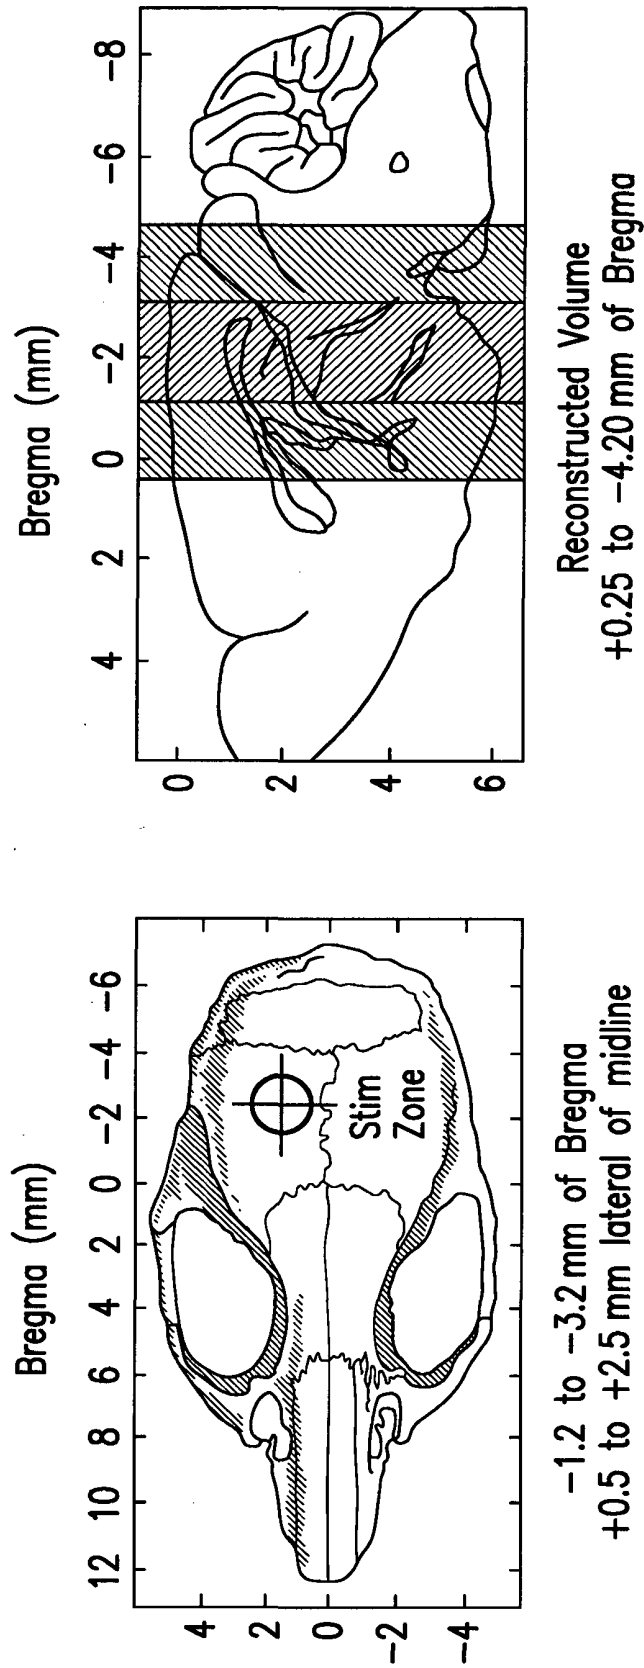 Bregma (mm)
12 10 8 6 4 2 0 −2 −4 −6
4
2
0
−2
−4
Stim
Zone
−1.2 to −3.2 mm of Bregma
+0.5 to +2.5 mm lateral of midline
Bregma (mm)
4 2 0 −2 −4 −6 −8
0
2
4
6
Reconstructed Volume
+0.25 to −4.20 mm of Bregma